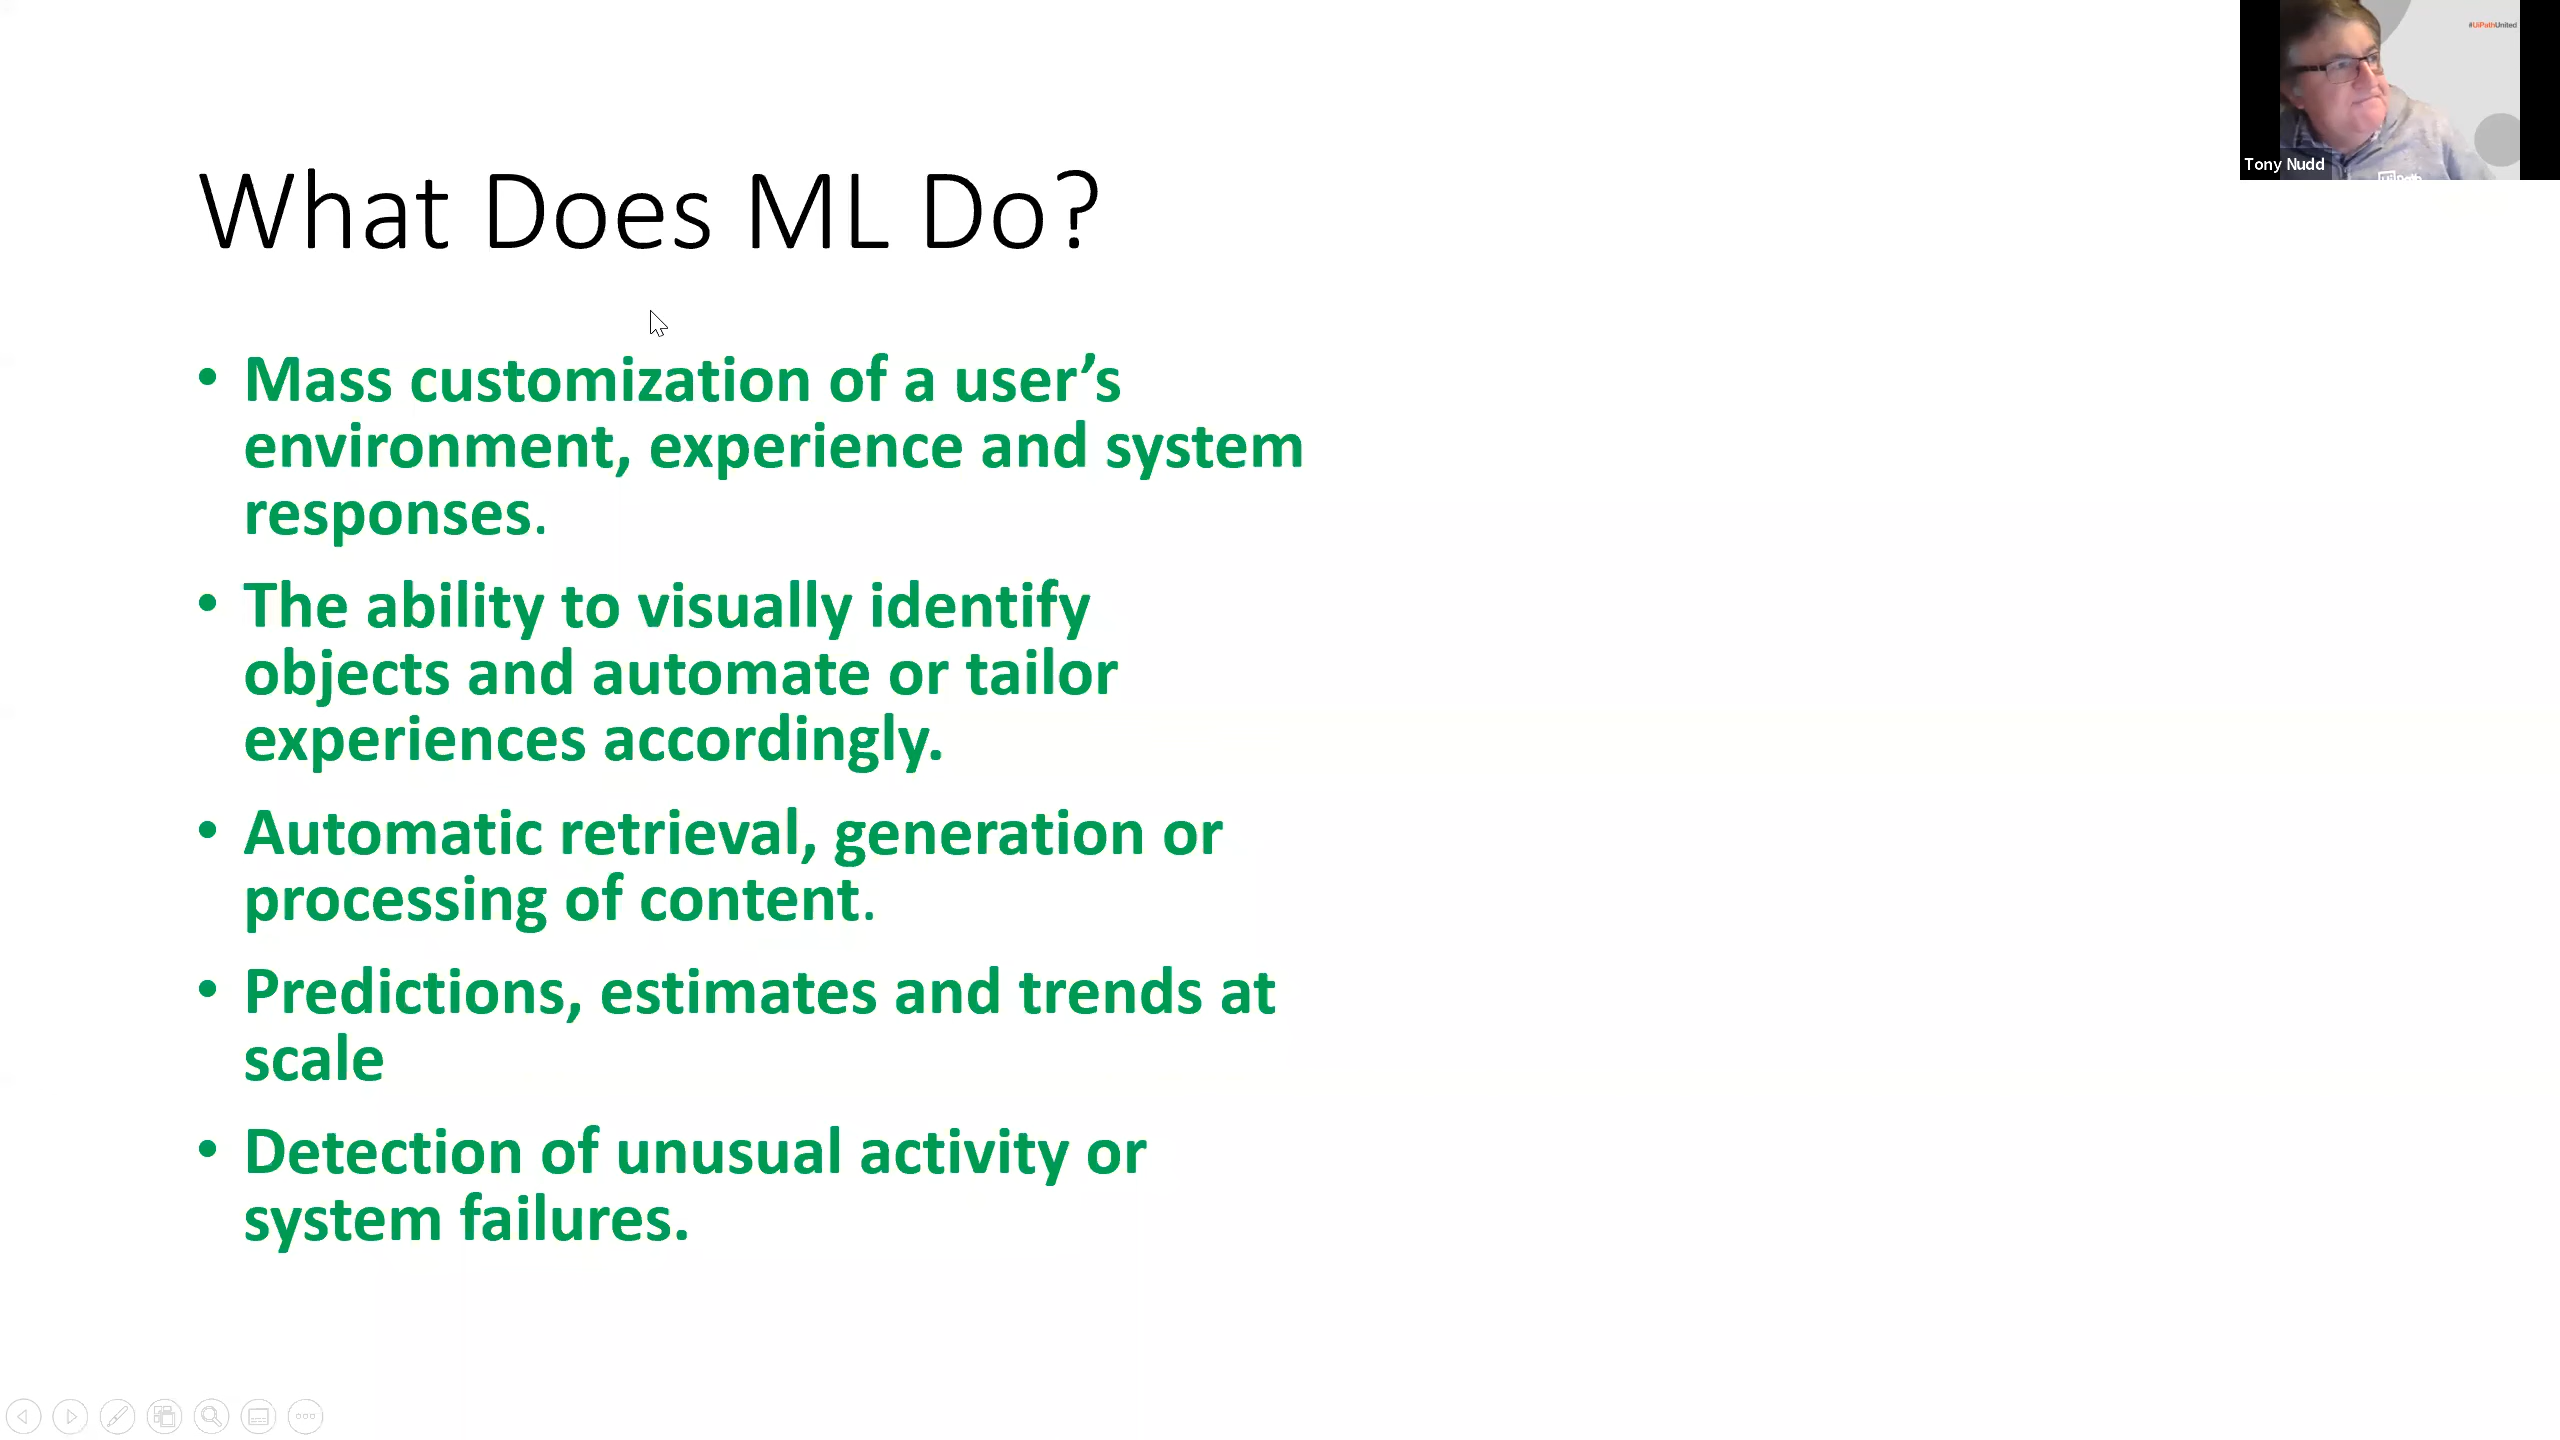 #UiPathUnited
Tony Nudd
What Does ML Do?
• Mass customization of a user’s
environment, experience and system
responses.
• The ability to visually identify
objects and automate or tailor
experiences accordingly.
• Automatic retrieval, generation or
processing of content.
• Predictions, estimates and trends at
scale
• Detection of unusual activity or
system failures.